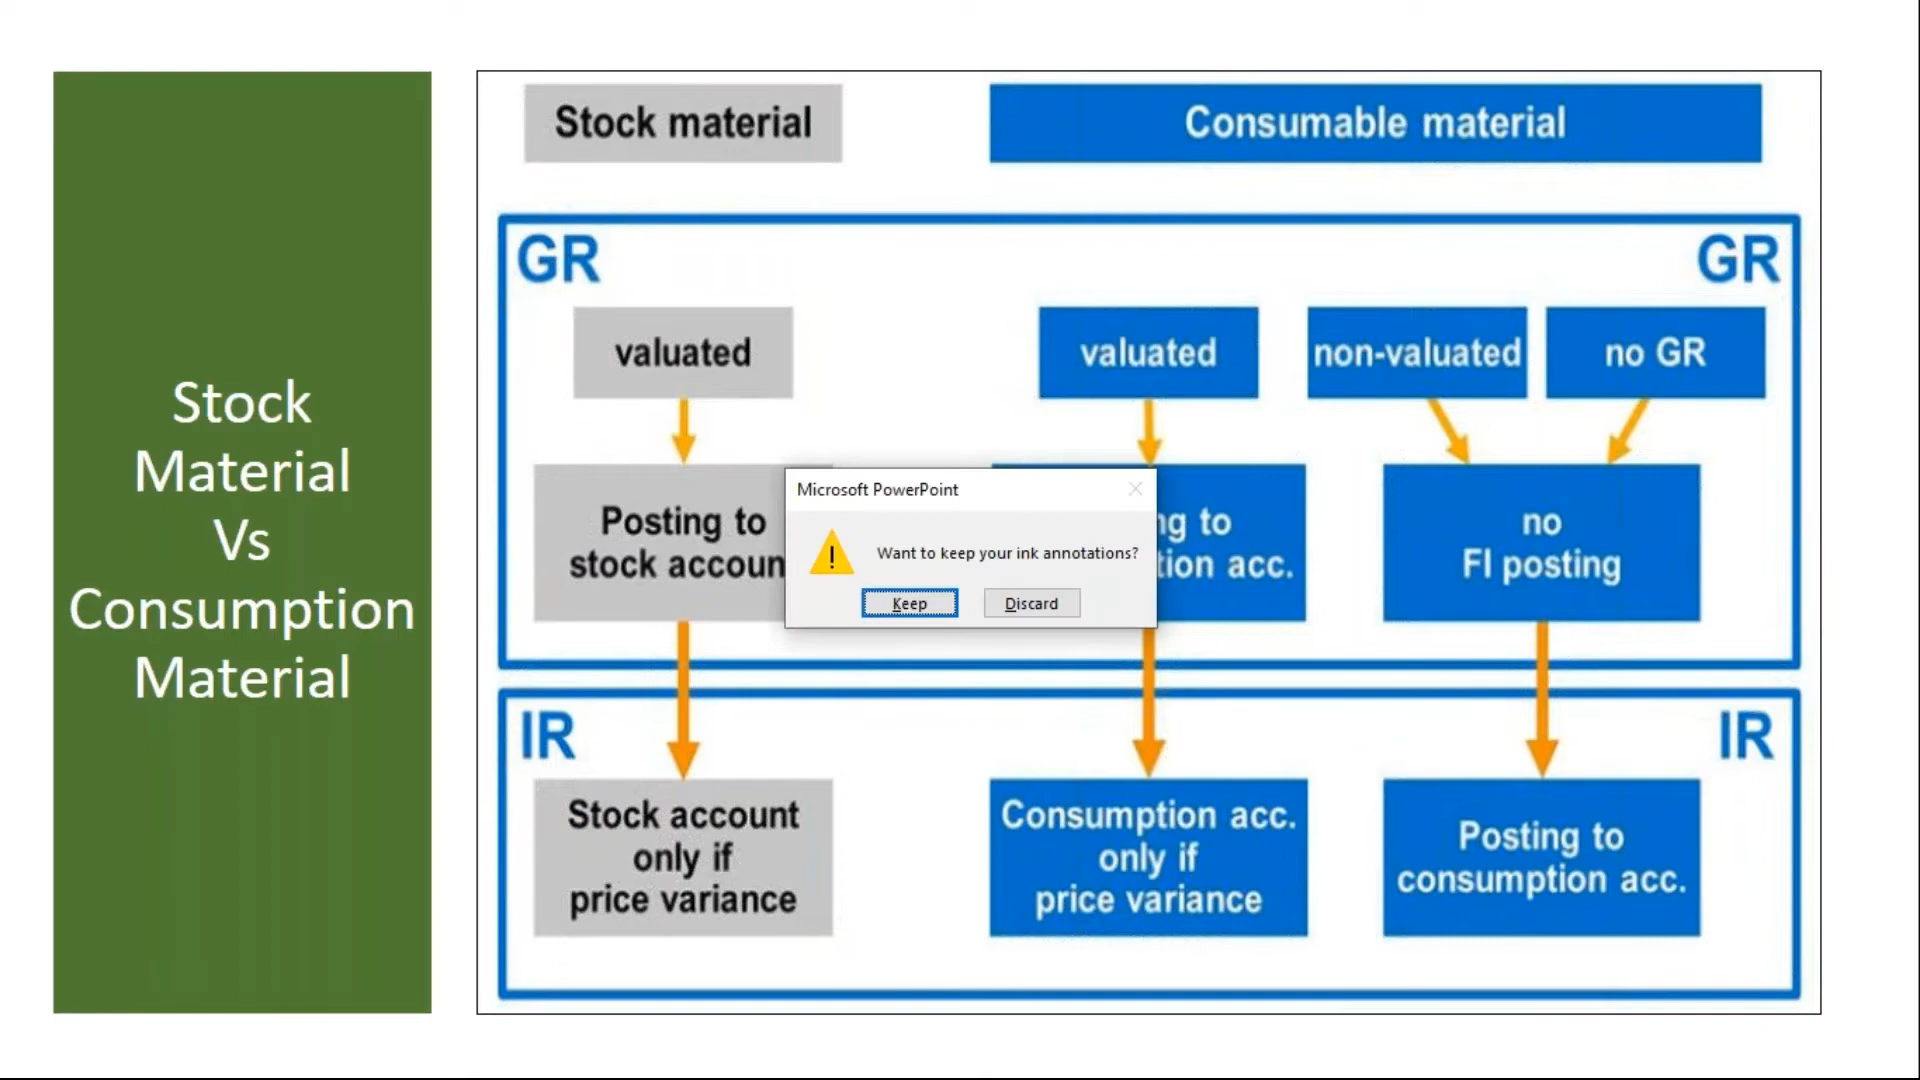 Stock
Material
Vs
Consumption
Material
Stock material
Consumable material
GR
GR
valuated
valuated
non-valuated
no GR
Posting to
stock accoun
ng to
tion acc.
no
FI posting
Microsoft PowerPoint
Want to keep your ink annotations?
Keep
Discard
IR
IR
Stock account
only if
price variance
Consumption acc.
only if
price variance
Posting to
consumption acc.